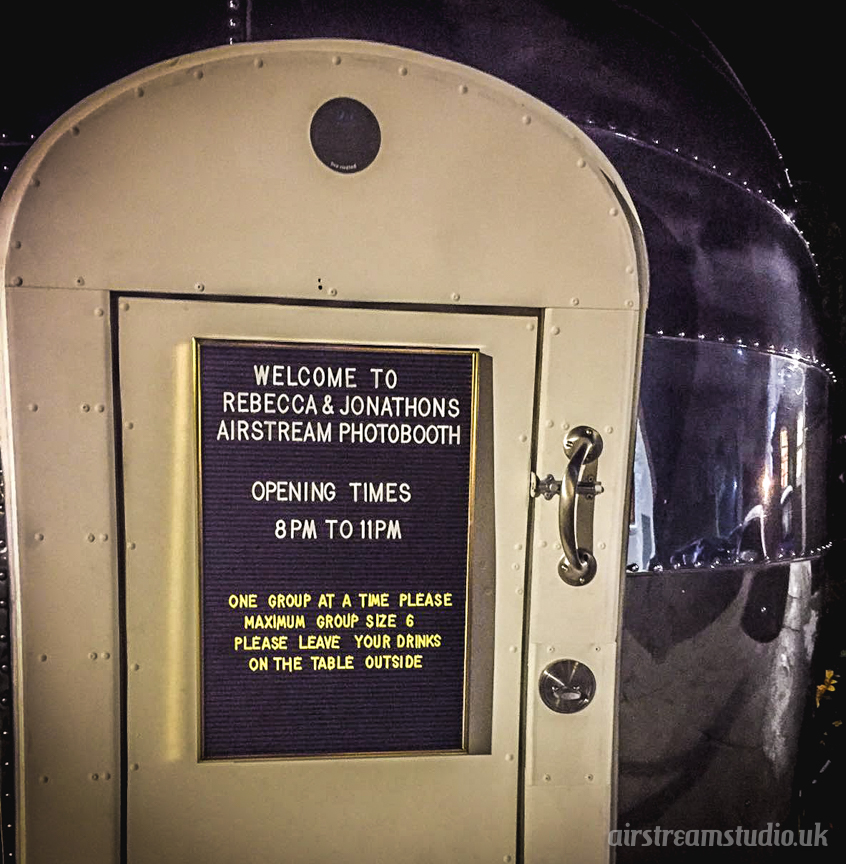 WELCOME TO
REBECCA & JONATHONS
AIRSTREAM PHOTOBOOTH
OPENING TIMES
8PM TO 11PM
ONE GROUP AT A TIME PLEASE
MAXIMUM GROUP SIZE 6
PLEASE LEAVE YOUR DRINKS
ON THE TABLE OUTSIDE
airstreamstudio.uk